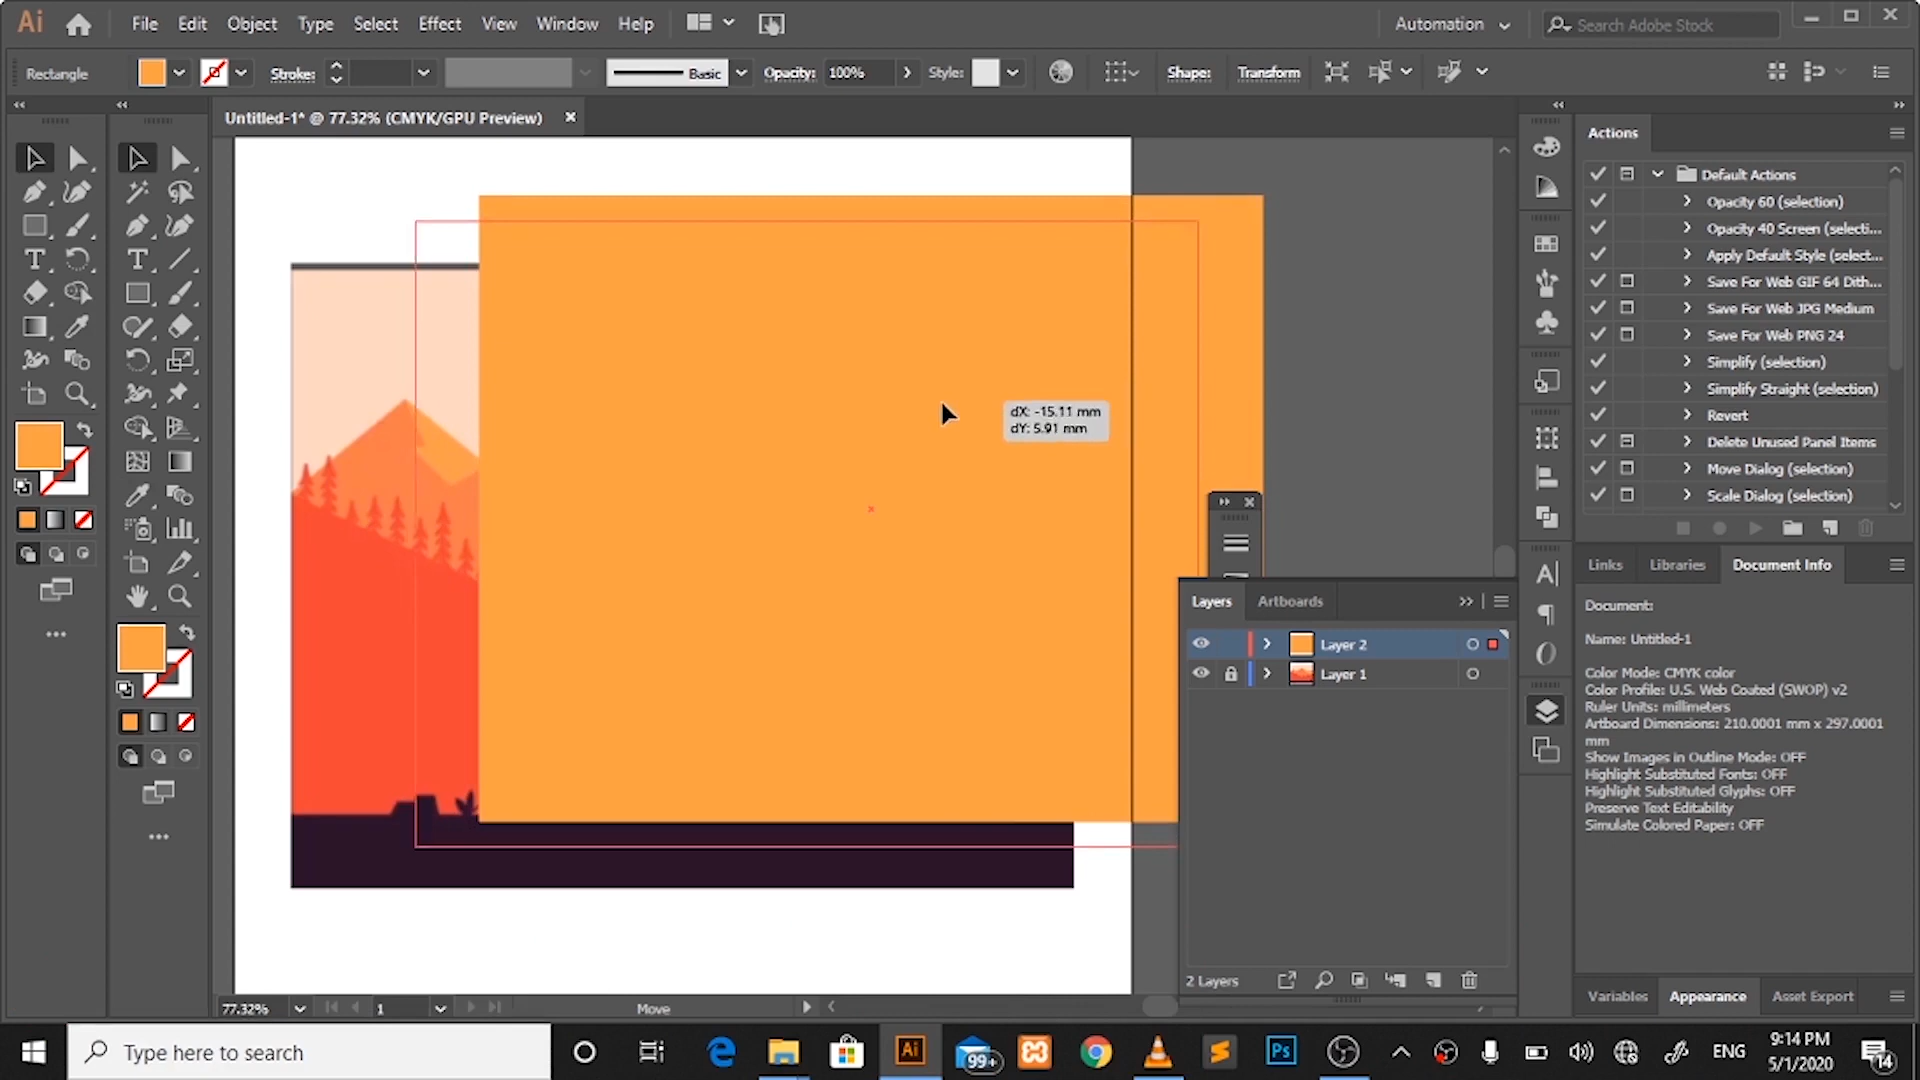 Ai File Edit Object Type Select Effect View Window Help Automation Search Adobe Stock
Rectangle Stroke: Basic Opacity: 100% Style: Shape: Transform
Untitled-1* @ 77.32% (CMYK/GPU Preview)
dX: -15.11 mm
dY: 5.91 mm
Actions
Default Actions
Opacity 60 (selection)
Opacity 40 Screen (selecti...
Apply Default Style (select...
Save For Web GIF 64 Dith...
Save For Web JPG Medium
Save For Web PNG 24
Simplify (selection)
Simplify Straight (selection)
Revert
Delete Unused Panel Items
Move Dialog (selection)
Scale Dialog (selection)
Links Libraries Document Info
Document:
Name: Untitled-1
Color Mode: CMYK color
Color Profile: U.S. Web Coated (SWOP) v2
Ruler Units: millimeters
Artboard Dimensions: 210.0001 mm x 297.0001
mm
Show Images in Outline Mode: OFF
Highlight Substituted Fonts: OFF
Highlight Substituted Glyphs: OFF
Preserve Text Editability
Simulate Colored Paper: OFF
Layers Artboards
Layer 2
Layer 1
2 Layers
Variables Appearance Asset Export
77.32% 1 Move
Type here to search
Ai 99+ Ps ENG
9:14 PM
5/1/2020
14